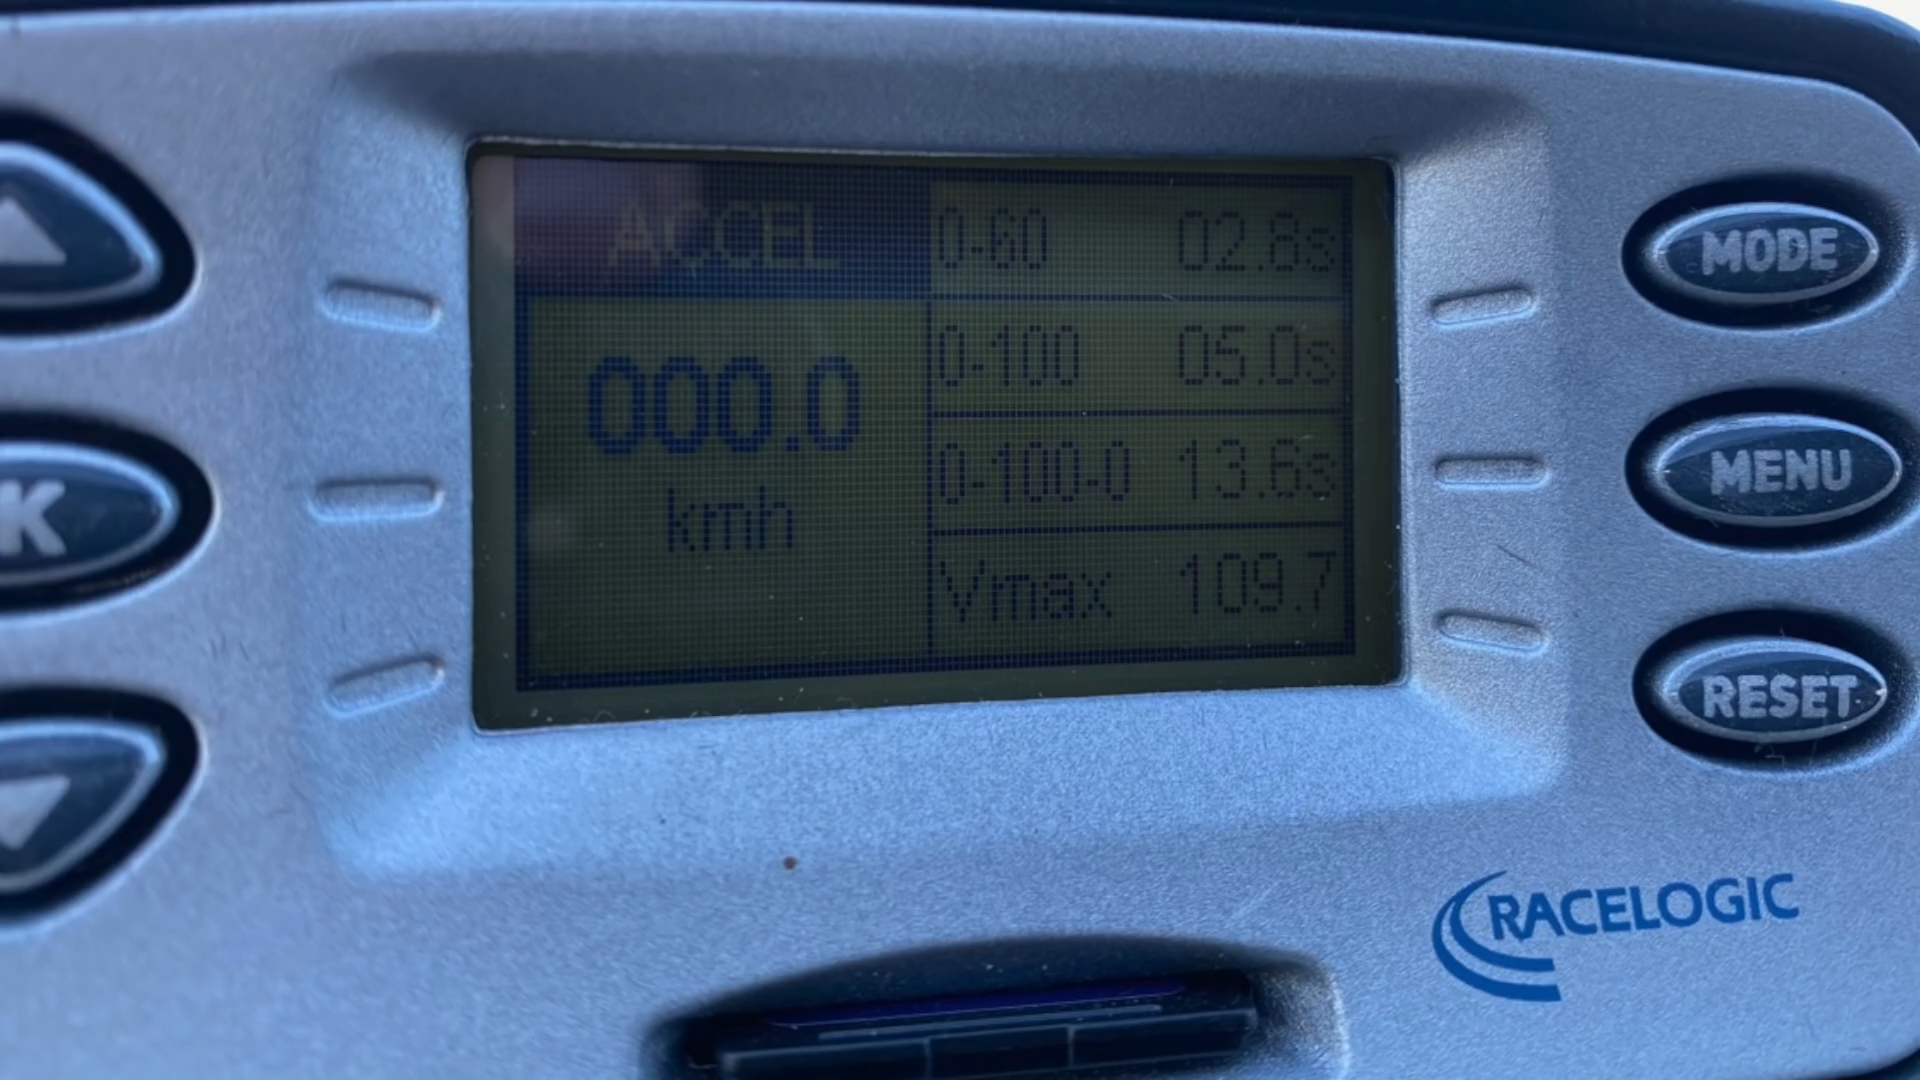 ACCEL
000.0
kmh
0-60 02.8s
0-100 05.0s
0-100-0 13.6s
Vmax 109.7
MODE
K
MENU
RESET
RACELOGIC